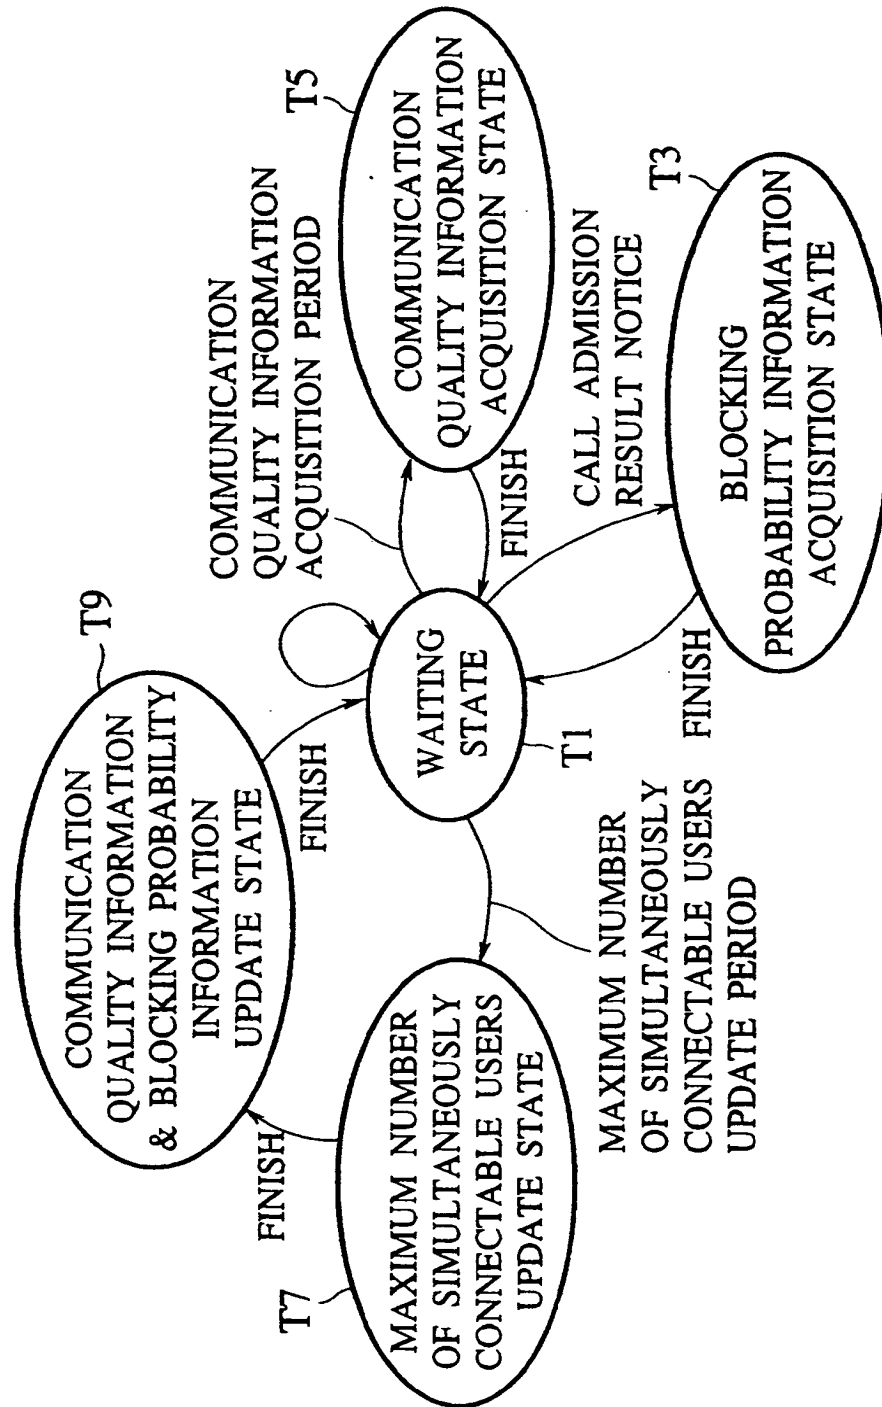 COMMUNICATION
QUALITY INFORMATION
& BLOCKING PROBABILITY
INFORMATION
UPDATE STATE
T9
COMMUNICATION
QUALITY INFORMATION
ACQUISITION PERIOD
T5
COMMUNICATION
QUALITY INFORMATION
ACQUISITION STATE
FINISH
FINISH
FINISH
WAITING
STATE
T1
T7
MAXIMUM NUMBER
OF SIMULTANEOUSLY
CONNECTABLE USERS
UPDATE STATE
MAXIMUM NUMBER
OF SIMULTANEOUSLY
CONNECTABLE USERS
UPDATE PERIOD
FINISH
CALL ADMISSION
RESULT NOTICE
T3
BLOCKING
PROBABILITY INFORMATION
ACQUISITION STATE